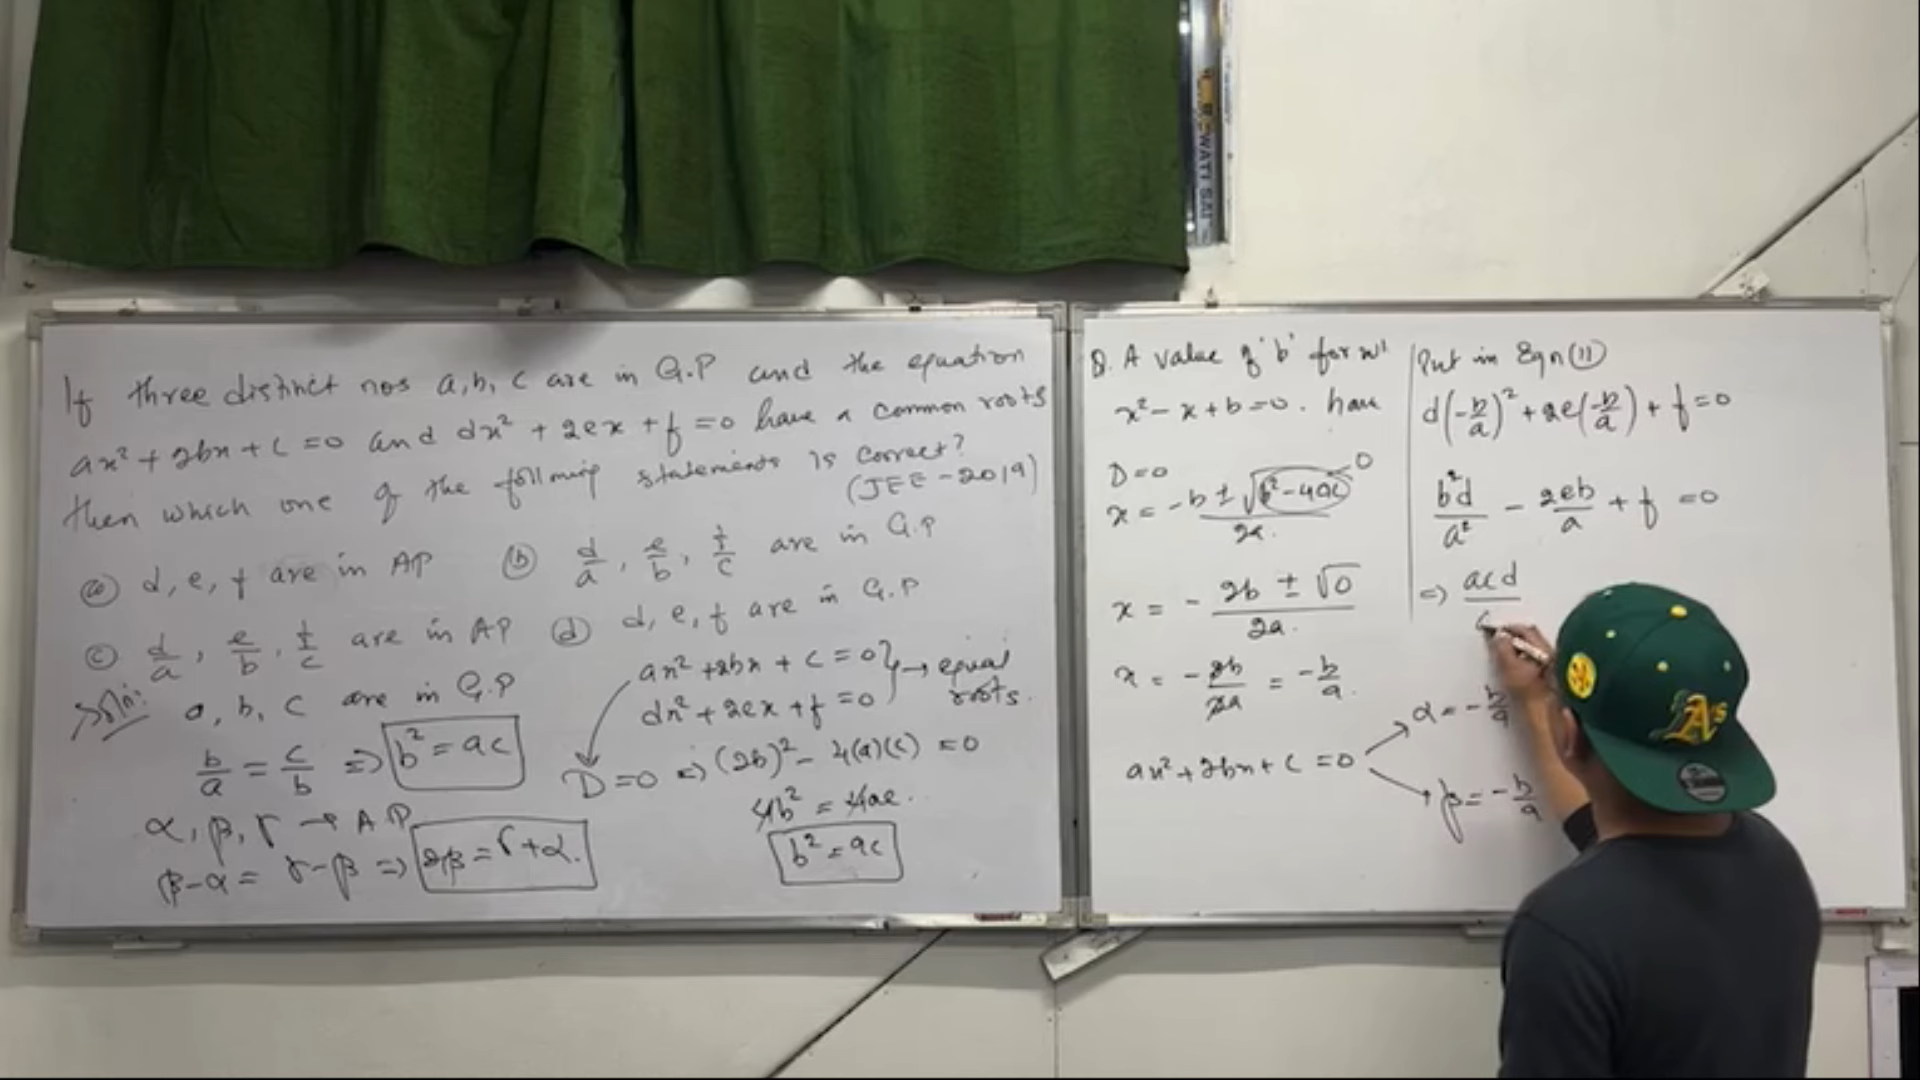 If three distinct nos a, b, c are in G.P and the equation
ax² + 2bx + c = 0 and dx² + 2ex + f = 0 have a common roots
then which one of the following statements is correct?
(JEE - 2019)
(a) d, e, f are in AP (b) d/a, e/b, f/c are in G.P
(c) d/a, e/b, f/c are in AP (d) d, e, f are in G.P
Soln: a, b, c are in G.P
b/a = c/b => b² = ac
α, β, γ → A.P
β-α = γ-β => 2β = γ+α.
ax² + 2bx + c = 0
dx² + 2ex + f = 0 } → equal roots.
D=0 => (2b)² - 4(a)(c) = 0
4b² = 4ac.
b² = ac
Q. A value of 'b' for w
x² - x + b = 0. have
D=0
x = -b ± √(b² - 4ac) 0 / 2a.
x = - 2b ± √0 / 2a.
x = - 2b/2a = - b/a.
ax² + 2bx + c = 0
α = - b/a
β = - b/a
Put in Eqn (11)
d(-b/a)² + 2e(-b/a) + f = 0
b²d/a² - 2eb/a + f = 0
=> acd
A's